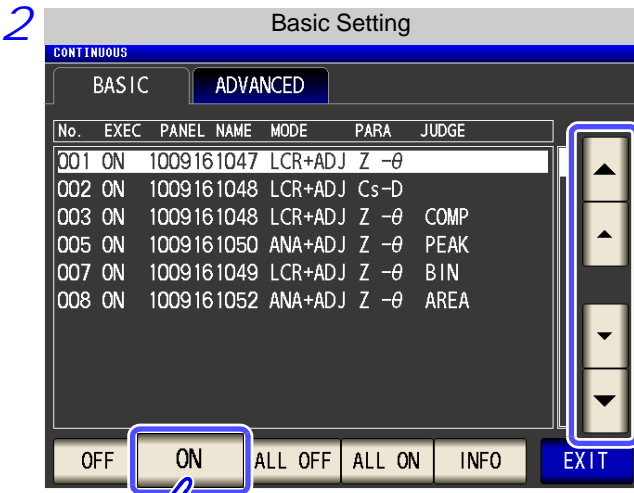 2
Basic Setting
CONTINUOUS
BASIC ADVANCED
No. EXEC PANEL NAME MODE PARA JUDGE
001 ON 1009161047 LCR+ADJ Z -θ
002 ON 1009161048 LCR+ADJ Cs-D
003 ON 1009161048 LCR+ADJ Z -θ COMP
005 ON 1009161050 ANA+ADJ Z -θ PEAK
007 ON 1009161049 LCR+ADJ Z -θ BIN
008 ON 1009161052 ANA+ADJ Z -θ AREA
OFF ON ALL OFF ALL ON INFO EXIT